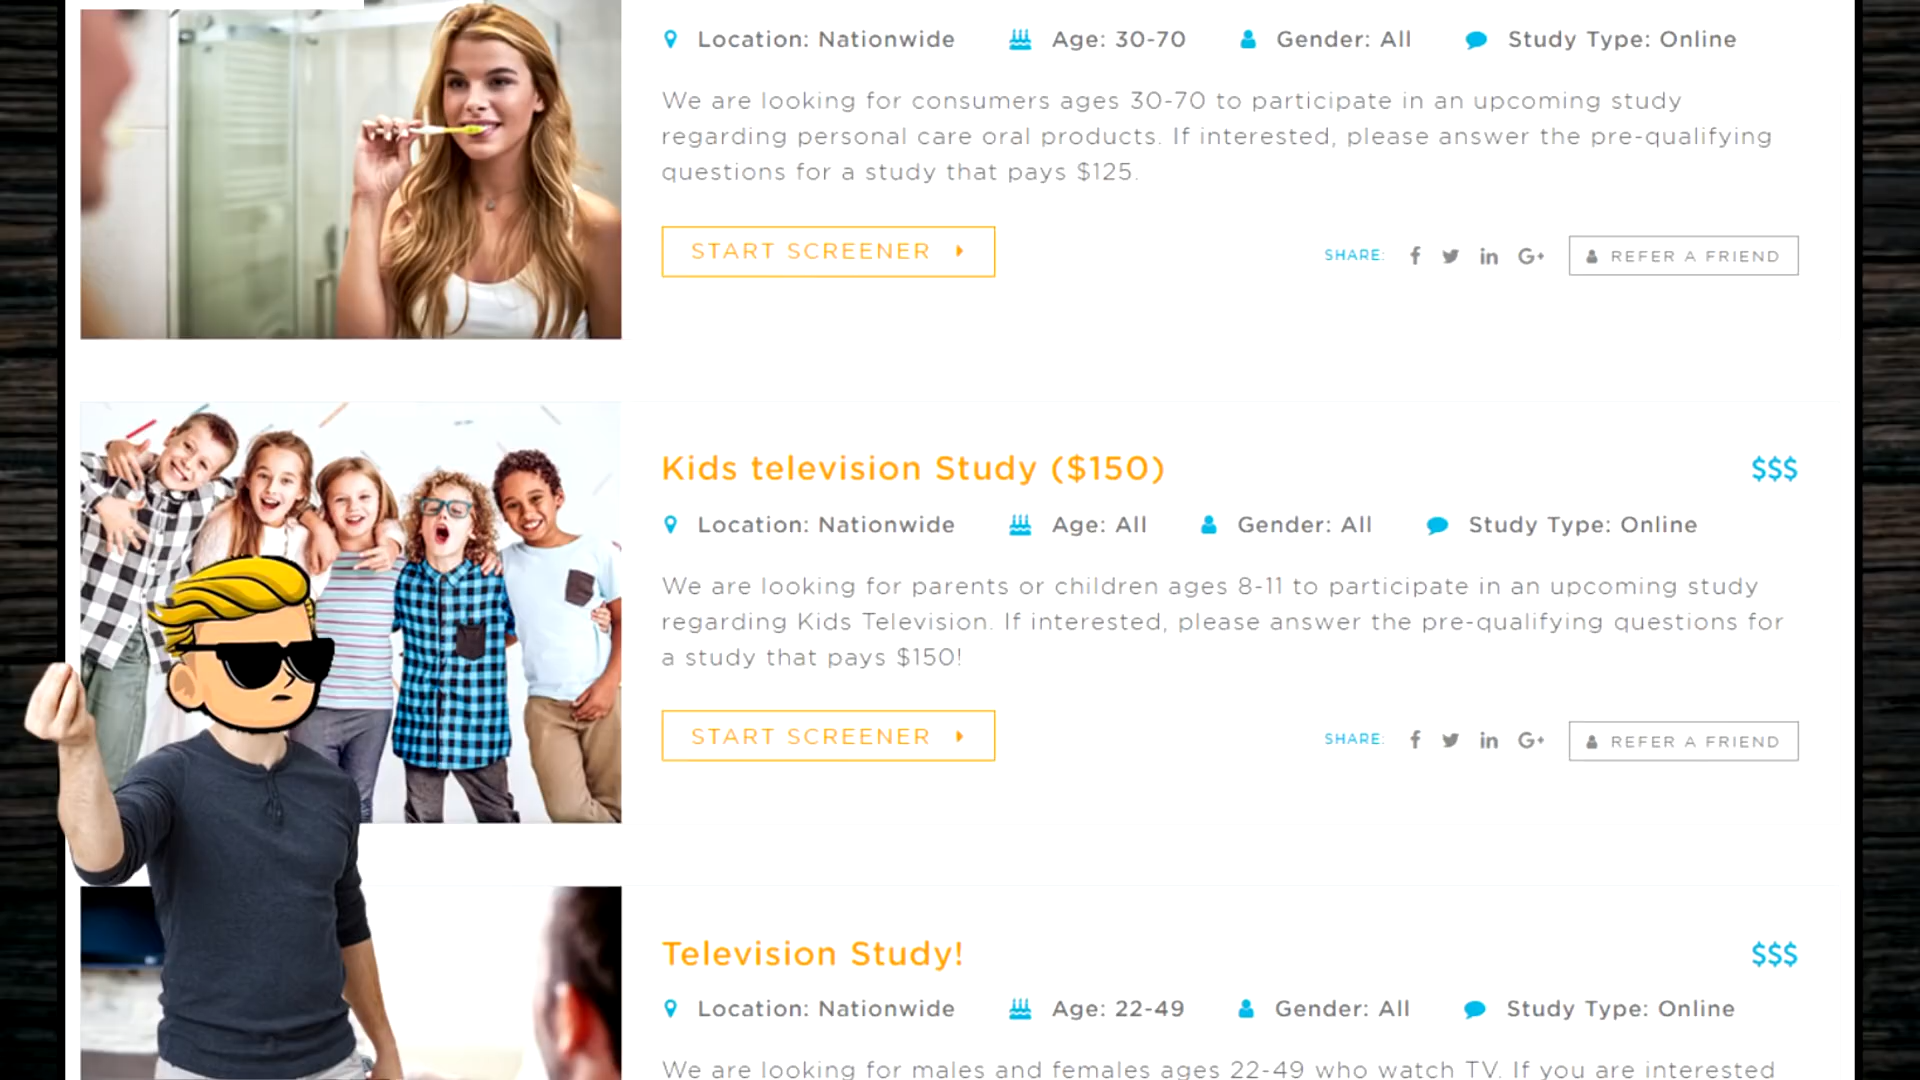 Location: Nationwide Age: 30-70 Gender: All Study Type: Online
We are looking for consumers ages 30-70 to participate in an upcoming study
regarding personal care oral products. If interested, please answer the pre-qualifying
questions for a study that pays $125.
START SCREENER
SHARE: REFER A FRIEND
Kids television Study ($150) $$$
Location: Nationwide Age: All Gender: All Study Type: Online
We are looking for parents or children ages 8-11 to participate in an upcoming study
regarding Kids Television. If interested, please answer the pre-qualifying questions for
a study that pays $150!
START SCREENER
SHARE: REFER A FRIEND
Television Study! $$$
Location: Nationwide Age: 22-49 Gender: All Study Type: Online
We are looking for males and females ages 22-49 who watch TV. If you are interested